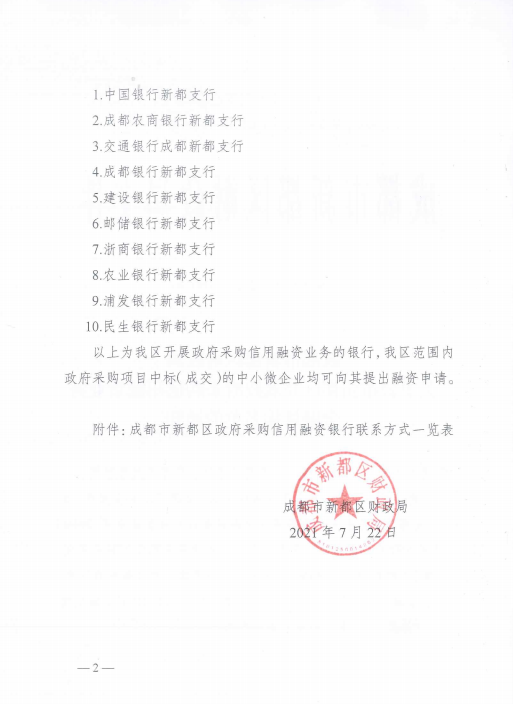 1.中国银行新都支行
2.成都农商银行新都支行
3.交通银行成都新都支行
4.成都银行新都支行
5.建设银行新都支行
6.邮储银行新都支行
7.浙商银行新都支行
8.农业银行新都支行
9.浦发银行新都支行
10.民生银行新都支行
以上为我区开展政府采购信用融资业务的银行,我区范围内
政府采购项目中标(成交)的中小微企业均可向其提出融资申请。
附件:成都市新都区政府采购信用融资银行联系方式一览表
成都市新都区财政局
成都市新都区财政局
2021年7月22日
—2—